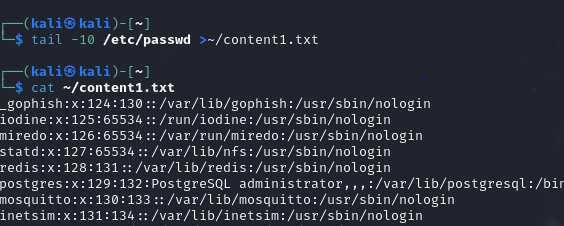 ┌──(kali㉿kali)-[~]
└─$ tail -10 /etc/passwd >~/content1.txt
┌──(kali㉿kali)-[~]
└─$ cat ~/content1.txt
_gophish:x:124:130::/var/lib/gophish:/usr/sbin/nologin
iodine:x:125:65534::/run/iodine:/usr/sbin/nologin
miredo:x:126:65534::/var/run/miredo:/usr/sbin/nologin
statd:x:127:65534::/var/lib/nfs:/usr/sbin/nologin
redis:x:128:131::/var/lib/redis:/usr/sbin/nologin
postgres:x:129:132:PostgreSQL administrator,,,:/var/lib/postgresql:/bin
mosquitto:x:130:133::/var/lib/mosquitto:/usr/sbin/nologin
inetsim:x:131:134::/var/lib/inetsim:/usr/sbin/nologin